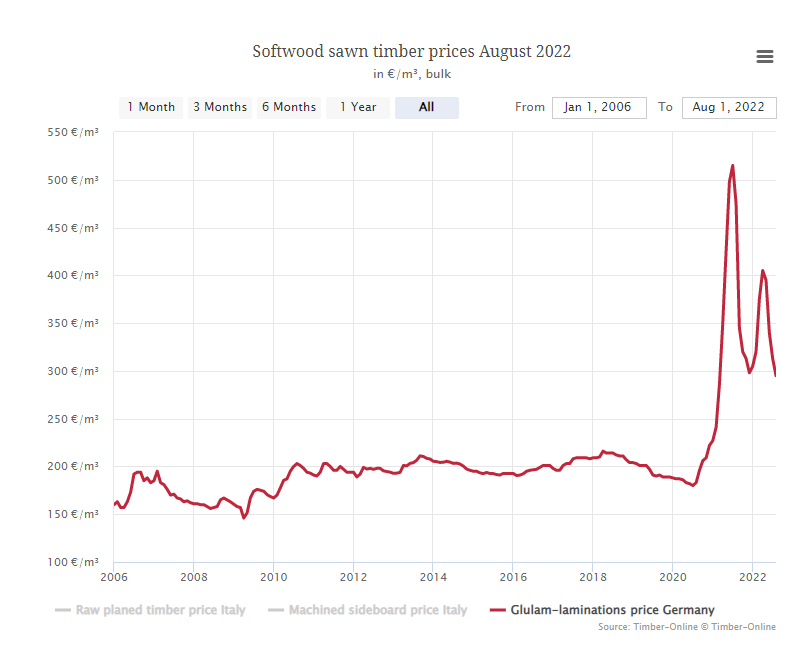 Softwood sawn timber prices August 2022
in €/m³, bulk
1 Month 3 Months 6 Months 1 Year All From Jan 1, 2006 To Aug 1, 2022
550 €/m³
500 €/m³
450 €/m³
400 €/m³
350 €/m³
300 €/m³
250 €/m³
200 €/m³
150 €/m³
100 €/m³
2006 2008 2010 2012 2014 2016 2018 2020 2022
Raw planed timber price Italy Machined sideboard price Italy Glulam-laminations price Germany
Source: Timber-Online © Timber-Online